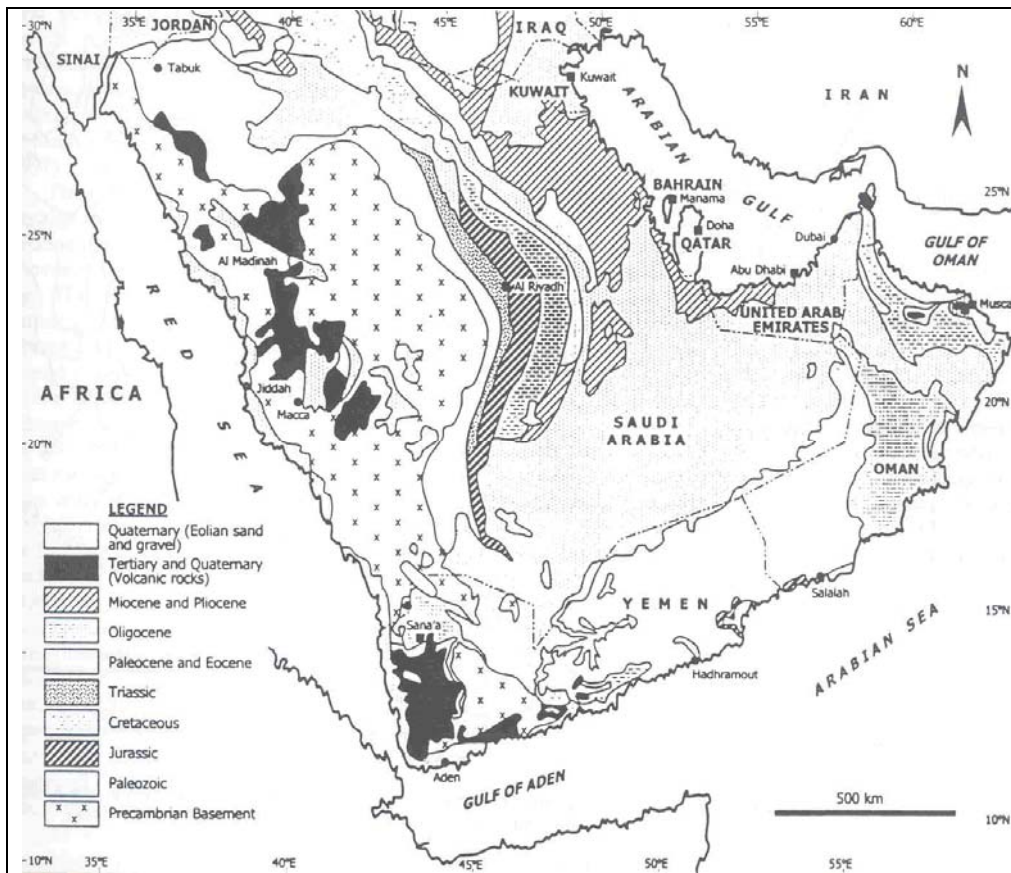 30°N 35°E 40°E 45°E 50°E 55°E 60°E 30°N
JORDAN
IRAQ
SINAI
Tabuk
KUWAIT
Kuwait
IRAN
N
ARABIAN GULF
BAHRAIN
Manama
25°N
Doha
QATAR
Dubai
25°N
Al Madinah
Abu Dhabi
GULF OF
OMAN
Al Riyadh
Musca
UNITED ARAB
EMIRATES
RED SEA
AFRICA
Jiddah
Macca
20°N
SAUDI
ARABIA
20°N
OMAN
LEGEND
Quaternary (Eolian sand
and gravel)
Tertiary and Quaternary
(Volcanic rocks)
Miocene and Pliocene
Oligocene
Paleocene and Eocene
Triassic
Cretaceous
Jurassic
Paleozoic
Precambrian Basement
YEMEN
Salalah
15°N
Sana'a
Hadhramout
ARABIAN SEA
Aden
GULF OF ADEN
500 km
10°N
10°N 35°E 40°E 45°E 50°E 55°E